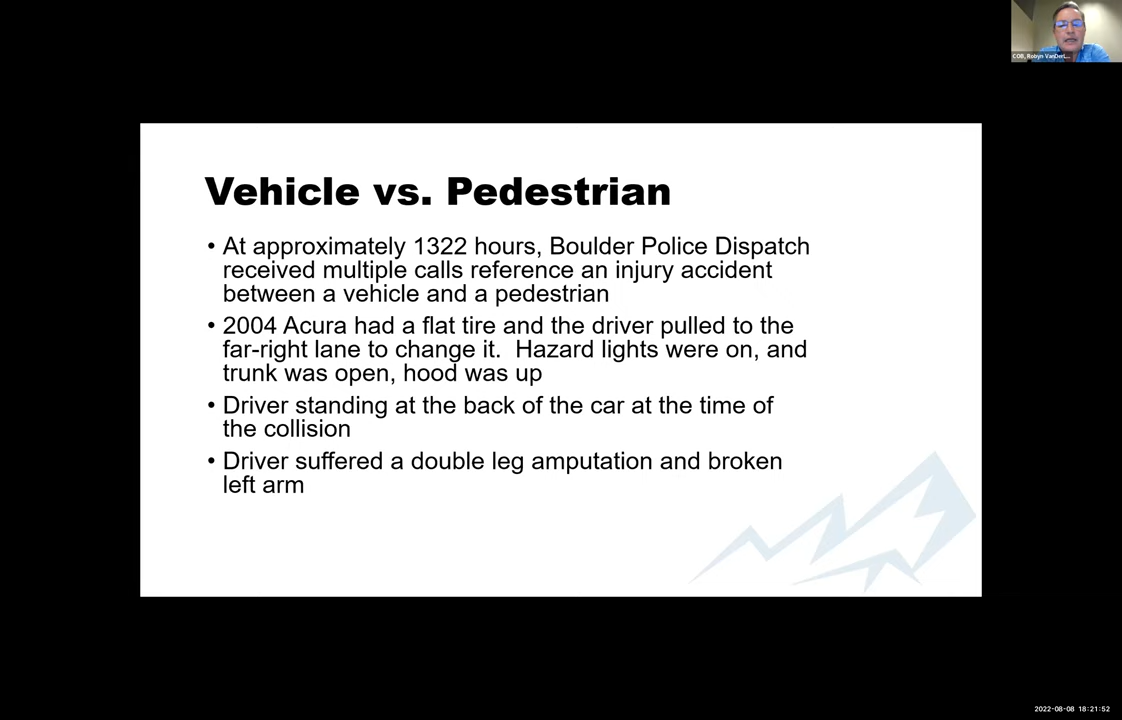 COB, Robyn VanDerL...
Vehicle vs. Pedestrian
• At approximately 1322 hours, Boulder Police Dispatch
received multiple calls reference an injury accident
between a vehicle and a pedestrian
• 2004 Acura had a flat tire and the driver pulled to the
far-right lane to change it.  Hazard lights were on, and
trunk was open, hood was up
• Driver standing at the back of the car at the time of
the collision
• Driver suffered a double leg amputation and broken
left arm
2022-08-08 18:21:52